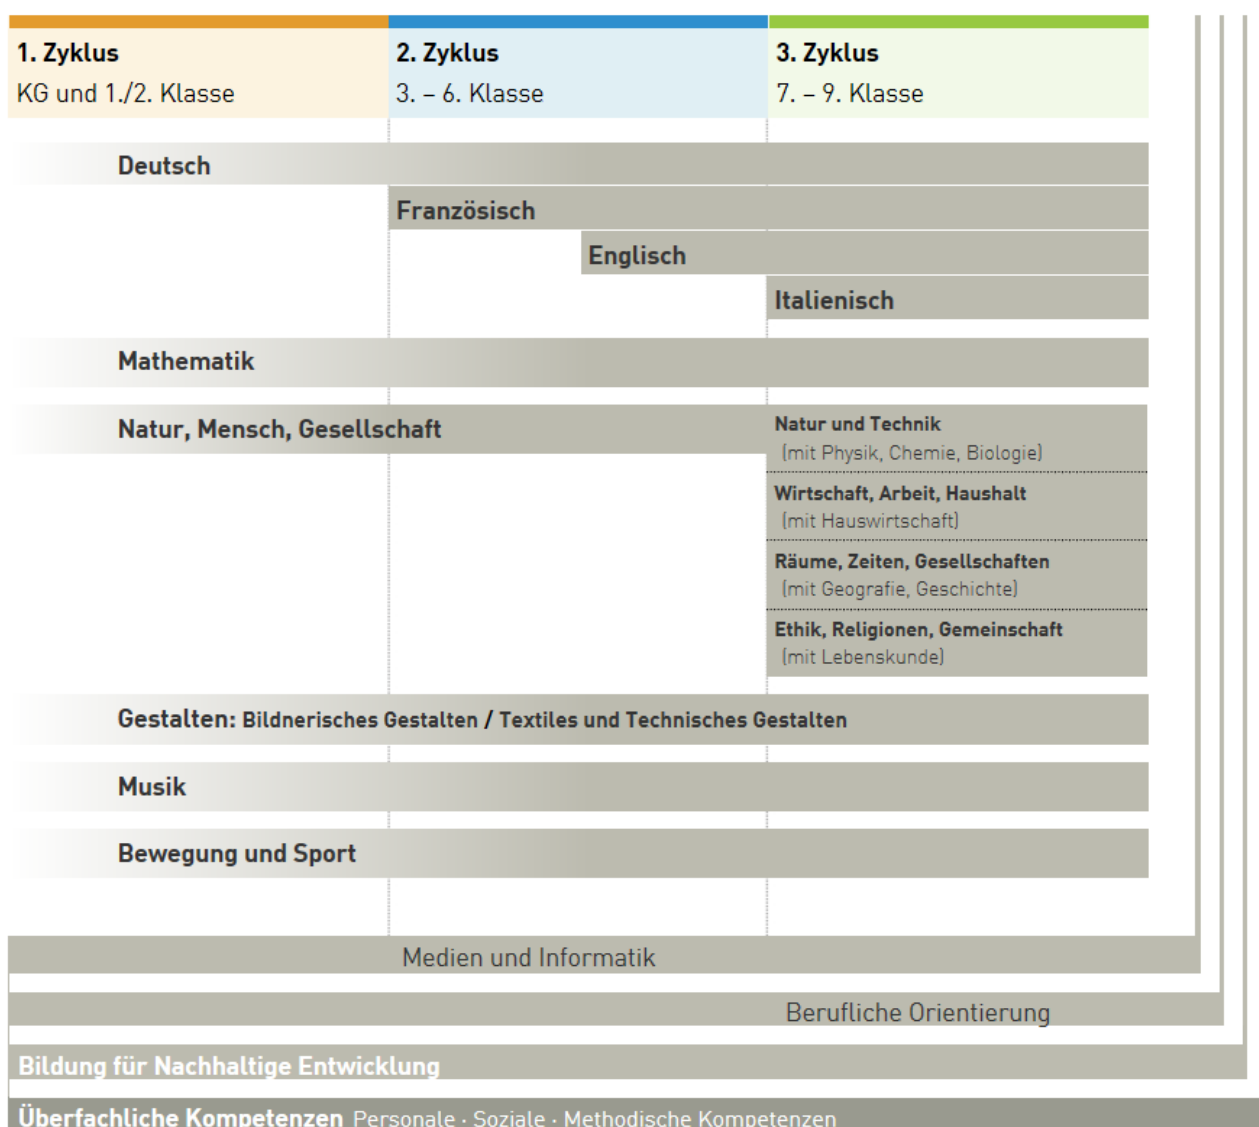 1. Zyklus
KG und 1./2. Klasse
2. Zyklus
3. – 6. Klasse
3. Zyklus
7. – 9. Klasse
Deutsch
Französisch
Englisch
Italienisch
Mathematik
Natur, Mensch, Gesellschaft
Natur und Technik
(mit Physik, Chemie, Biologie)
Wirtschaft, Arbeit, Haushalt
(mit Hauswirtschaft)
Räume, Zeiten, Gesellschaften
(mit Geografie, Geschichte)
Ethik, Religionen, Gemeinschaft
(mit Lebenskunde)
Gestalten: Bildnerisches Gestalten / Textiles und Technisches Gestalten
Musik
Bewegung und Sport
Medien und Informatik
Berufliche Orientierung
Bildung für Nachhaltige Entwicklung
Überfachliche Kompetenzen Personale · Soziale · Methodische Kompetenzen